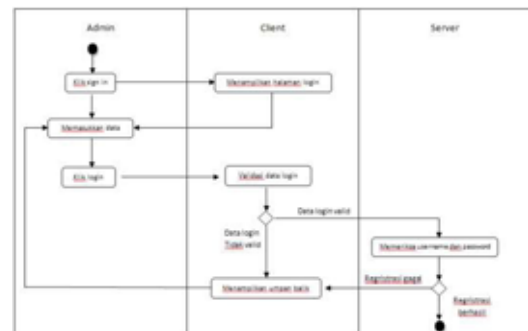 Admin
Client
Server
Klik sign in
Menampilkan halaman login
Memasukan data
Klik login
Validasi data login
Data login valid
Data login
Tidak valid
Memeriksa username dan password
Registrasi gagal
Menampilkan umpan balik
Registrasi
berhasil